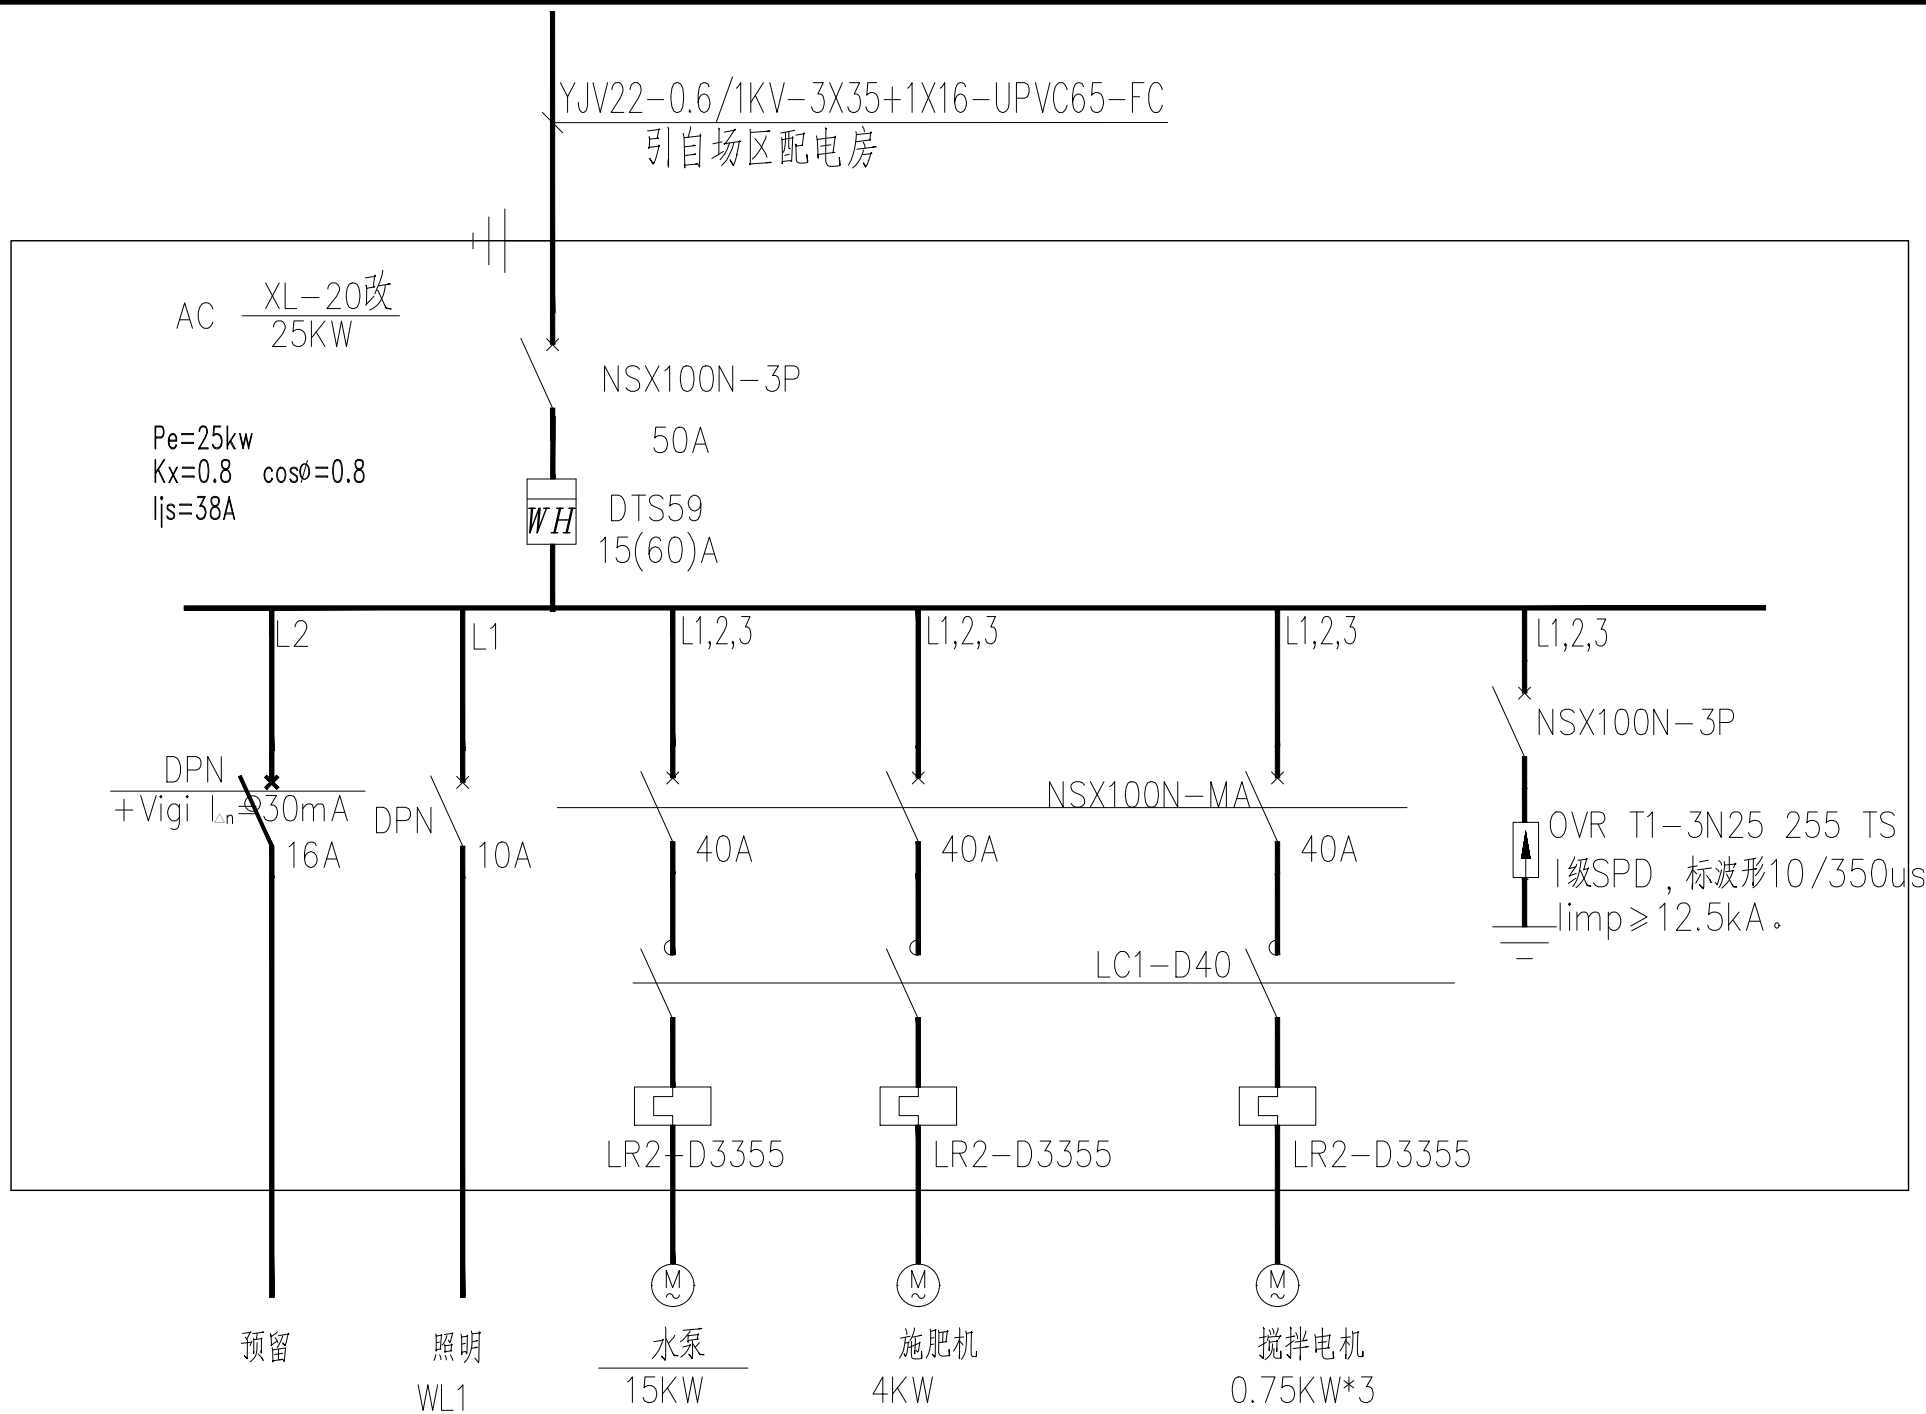 YJV22-0.6/1KV-3X35+1X16-UPVC65-FC
引自场区配电房
AC
XL-20改
25KW
NSX100N-3P
50A
Pe=25kw
Kx=0.8 cosø=0.8
Ijs=38A
WH
DTS59
15(60)A
L2
L1
L1,2,3
L1,2,3
L1,2,3
L1,2,3
NSX100N-3P
DPN
+Vigi I△n=30mA
16A
DPN
10A
NSX100N-MA
40A
40A
40A
OVR T1-3N25 255 TS
I级SPD，标波形10/350us
Iimp≥12.5kA。
LC1-D40
LR2-D3355
LR2-D3355
LR2-D3355
M
~
M
~
M
~
预留
照明
水泵
施肥机
搅拌电机
WL1
15KW
4KW
0.75KW*3